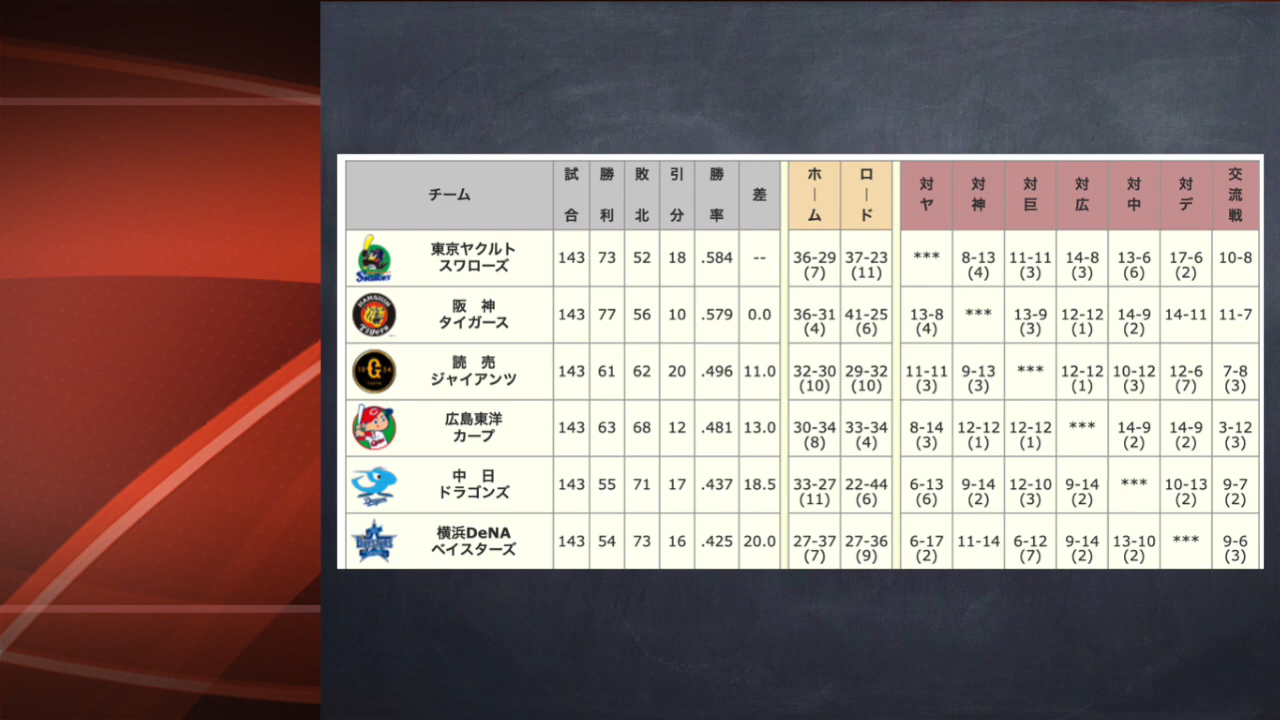 チーム 試合 勝利 敗北 引分 勝率 差 ホーム ロード 対ヤ 対神 対巨 対広 対中 対デ 交流戦
東京ヤクルト
スワローズ
143 73 52 18 .584 -- 36-29 37-23 *** 8-13 11-11 14-8 13-6 17-6 10-8
(7) (11) (4) (3) (3) (6) (2)
阪 神
タイガース
143 77 56 10 .579 0.0 36-31 41-25 13-8 *** 13-9 12-12 14-9 14-11 11-7
(4) (6) (4) (3) (1) (2)
読 売
ジャイアンツ
143 61 62 20 .496 11.0 32-30 29-32 11-11 9-13 *** 12-12 10-12 12-6 7-8
(10) (10) (3) (3) (1) (3) (7) (3)
広島東洋
カープ
143 63 68 12 .481 13.0 30-34 33-34 8-14 12-12 12-12 *** 14-9 14-9 3-12
(8) (4) (3) (1) (1) (2) (2) (3)
中 日
ドラゴンズ
143 55 71 17 .437 18.5 33-27 22-44 6-13 9-14 12-10 9-14 *** 10-13 9-7
(11) (6) (6) (2) (3) (2) (2) (2)
横浜DeNA
ベイスターズ
143 54 73 16 .425 20.0 27-37 27-36 6-17 11-14 6-12 9-14 13-10 *** 9-6
(7) (9) (2) (7) (2) (2) (3)